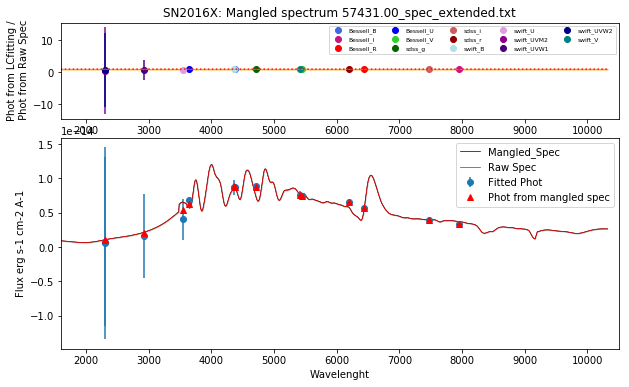 SN2016X: Mangled spectrum 57431.00_spec_extended.txt
Phot from LCfitting /
Phot from Raw Spec
10
0
−10
Bessell_B Bessell_U sdss_i swift_U swift_UVW2
Bessell_I Bessell_V sdss_r swift_UVM2 swift_V
Bessell_R sdss_g swift_B swift_UVW1
2000 3000 4000 5000 6000 7000 8000 9000 10000
1e−14
Flux erg s-1 cm-2 A-1
1.5
1.0
0.5
0.0
−0.5
−1.0
Mangled_Spec
Raw Spec
Fitted Phot
Phot from mangled spec
2000 3000 4000 5000 6000 7000 8000 9000 10000
Wavelenght